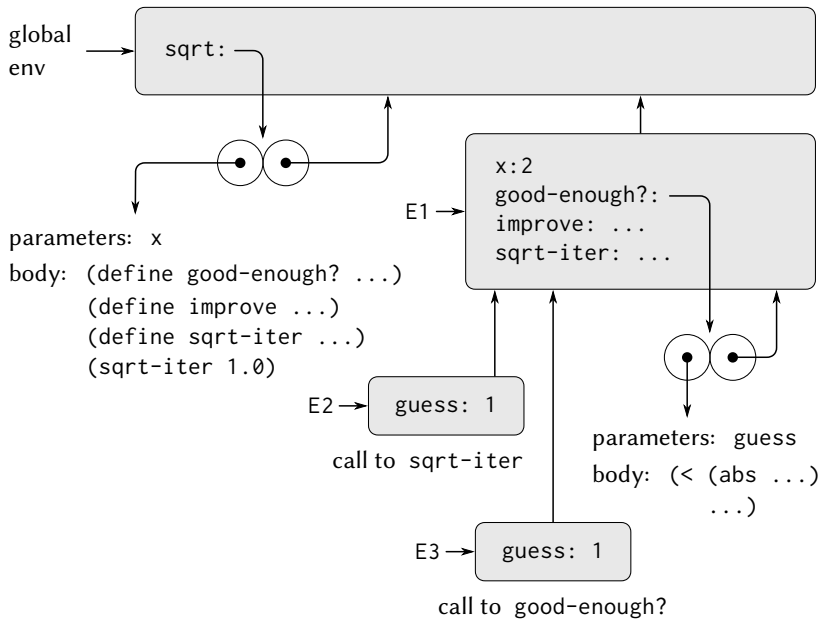 global
env
sqrt:
x:2
good-enough?:
improve: ...
sqrt-iter: ...
E1
parameters: x
body: (define good-enough? ...)
(define improve ...)
(define sqrt-iter ...)
(sqrt-iter 1.0)
E2
guess: 1
call to sqrt-iter
parameters: guess
body: (< (abs ...)
...)
E3
guess: 1
call to good-enough?